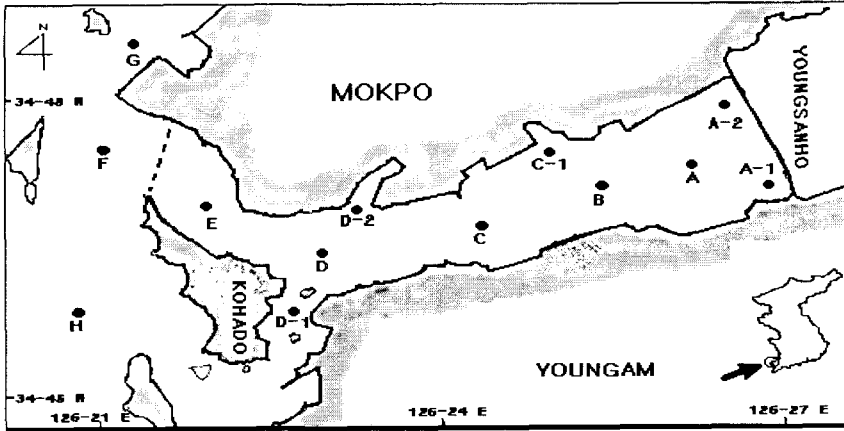 N
G
MOKPO
YOUNGSANHO
34-48 N
A-2
F
C-1
A
A-1
B
E
D-2
C
D
KOHADO
H
D-1
YOUNGAM
34-45 N
126-21 E
126-24 E
126-27 E